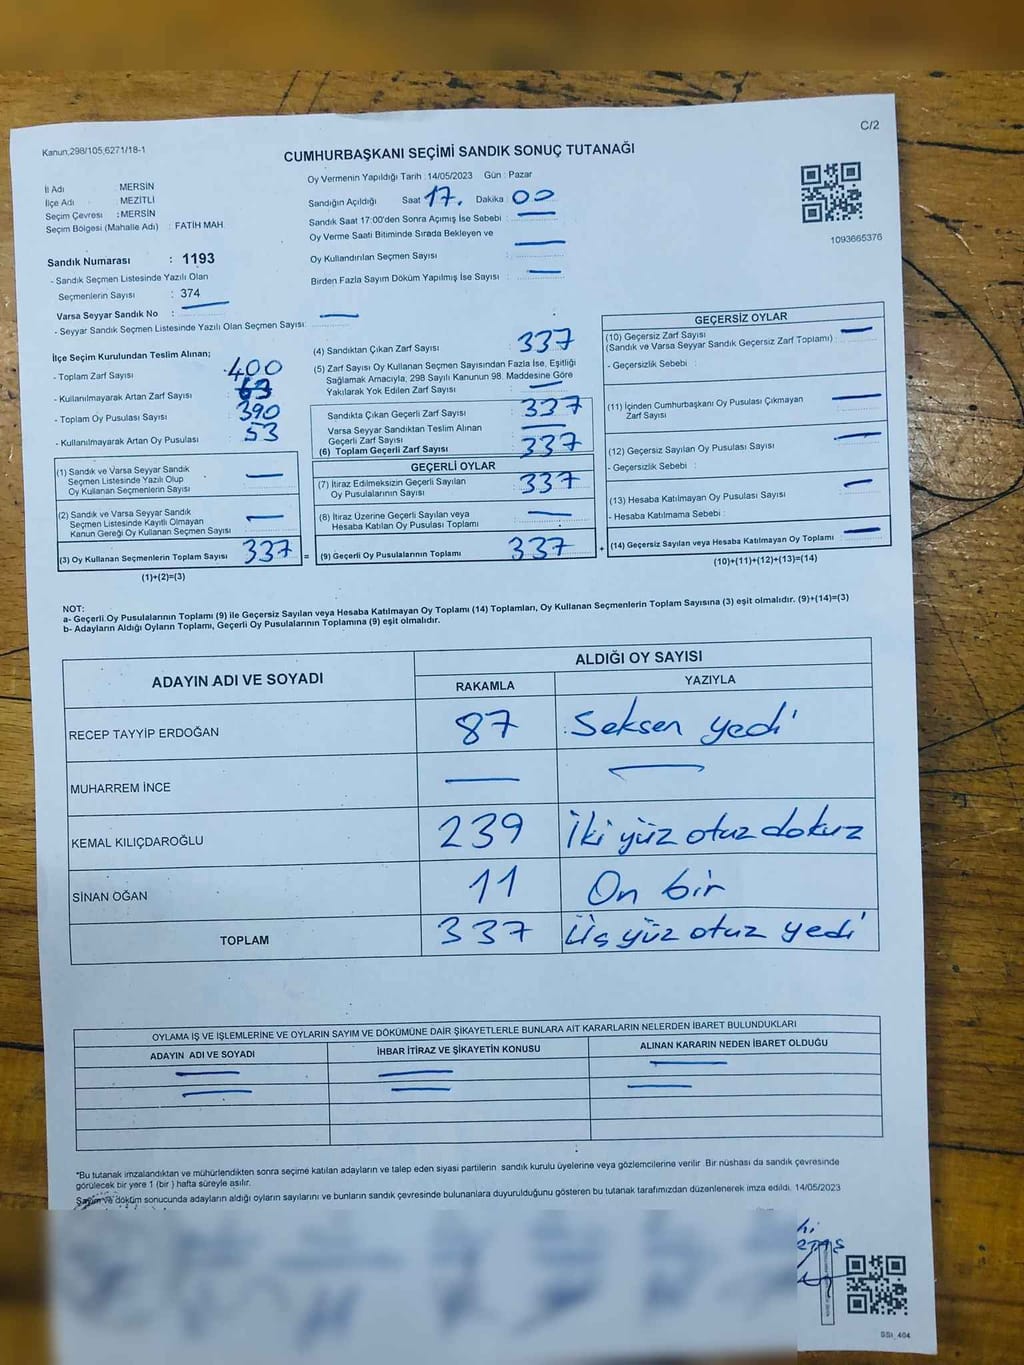 C/2
Kanun,298/105,6271/18-1
CUMHURBAŞKANI SEÇİMİ SANDIK SONUÇ TUTANAĞI
İl Adı MERSİN
İlçe Adı MEZİTLİ
Seçim Çevresi : MERSİN
Seçim Bölgesi (Mahalle Adı) : FATİH MAH
Oy Vermenin Yapıldığı Tarih : 14/05/2023 Gün : Pazar
Sandığın Açıldığı Saat 17. Dakika 00
Sandık Saat 17:00'den Sonra Açımış İse Sebebi : —
Oy Verme Saati Bitiminde Sırada Bekleyen ve
Oy Kullandırılan Seçmen Sayısı : —
Birden Fazla Sayım Döküm Yapılmış İse Sayısı : —
1093665376
Sandık Numarası : 1193
- Sandık Seçmen Listesinde Yazılı Olan
Seçmenlerin Sayısı : 374
Varsa Seyyar Sandık No : —
- Seyyar Sandık Seçmen Listesinde Yazılı Olan Seçmen Sayısı: —
İlçe Seçim Kurulundan Teslim Alınan;
- Toplam Zarf Sayısı 400
- Kullanılmayarak Artan Zarf Sayısı : 63
- Toplam Oy Pusulası Sayısı : 390
- Kullanılmayarak Artan Oy Pusulası : 53
(1) Sandık ve Varsa Seyyar Sandık
Seçmen Listesinde Yazılı Olup
Oy Kullanan Seçmenlerin Sayısı : —
(2) Sandık ve Varsa Seyyar Sandık
Seçmen Listesinde Kayıtlı Olmayan
Kanun Gereği Oy Kullanan Seçmen Sayısı : —
(3) Oy Kullanan Seçmenlerin Toplam Sayısı : 337 =
(1)+(2)=(3)
(4) Sandıktan Çıkan Zarf Sayısı : 337
(5) Zarf Sayısı Oy Kullanan Seçmen Sayısından Fazla İse, Eşitliği
Sağlamak Amacıyla, 298 Sayılı Kanunun 98. Maddesine Göre
Yakılarak Yok Edilen Zarf Sayısı : —
Sandıkta Çıkan Geçerli Zarf Sayısı : 337
Varsa Seyyar Sandıktan Teslim Alınan
Geçerli Zarf Sayısı : —
(6) Toplam Geçerli Zarf Sayısı : 337
GEÇERLİ OYLAR
(7) İtiraz Edilmeksizin Geçerli Sayılan
Oy Pusulalarının Sayısı : 337
(8) İtiraz Üzerine Geçerli Sayılan veya
Hesaba Katılan Oy Pusulası Toplamı : —
(9) Geçerli Oy Pusulalarının Toplamı : 337 +
GEÇERSİZ OYLAR
(10) Geçersiz Zarf Sayısı
(Sandık ve Varsa Seyyar Sandık Geçersiz Zarf Toplamı) : —
- Geçersizlik Sebebi :
(11) İçinden Cumhurbaşkanı Oy Pusulası Çıkmayan
Zarf Sayısı : —
(12) Geçersiz Sayılan Oy Pusulası Sayısı : —
- Geçersizlik Sebebi :
(13) Hesaba Katılmayan Oy Pusulası Sayısı : —
- Hesaba Katılmama Sebebi :
(14) Geçersiz Sayılan veya Hesaba Katılmayan Oy Toplamı : —
(10)+(11)+(12)+(13)=(14)
NOT:
a- Geçerli Oy Pusulalarının Toplamı (9) ile Geçersiz Sayılan veya Hesaba Katılmayan Oy Toplamı (14) Toplamları, Oy Kullanan Seçmenlerin Toplam Sayısına (3) eşit olmalıdır. (9)+(14)=(3)
b- Adayların Aldığı Oyların Toplamı, Geçerli Oy Pusulalarının Toplamına (9) eşit olmalıdır.
ADAYIN ADI VE SOYADI ALDIĞI OY SAYISI
RAKAMLA YAZIYLA
RECEP TAYYİP ERDOĞAN 87 Seksen yedi
MUHARREM İNCE — —
KEMAL KILIÇDAROĞLU 239 İki yüz otuz dokuz
SİNAN OĞAN 11 On bir
TOPLAM 337 Üç yüz otuz yedi
OYLAMA İŞ VE İŞLEMLERİNE VE OYLARIN SAYIM VE DÖKÜMÜNE DAİR ŞİKAYETLERLE BUNLARA AİT KARARLARIN NELERDEN İBARET BULUNDUKLARI
ADAYIN ADI VE SOYADI İHBAR İTİRAZ VE ŞİKAYETİN KONUSU ALINAN KARARIN NEDEN İBARET OLDUĞU
— — —
— — —
*Bu tutanak imzalandıktan ve mühürlendikten sonra seçime katılan adayların ve talep eden siyasi partilerin sandık kurulu üyelerine veya gözlemcilerine verilir. Bir nüshası da sandık çevresinde
görülecek bir yere 1 (bir ) hafta süreyle asılır.
Sayım ve döküm sonucunda adayların aldığı oyların sayılarını ve bunların sandık çevresinde bulunanlara duyurulduğunu gösteren bu tutanak tarafımızdan düzenlenerek imza edildi. 14/05/2023
SSI_404